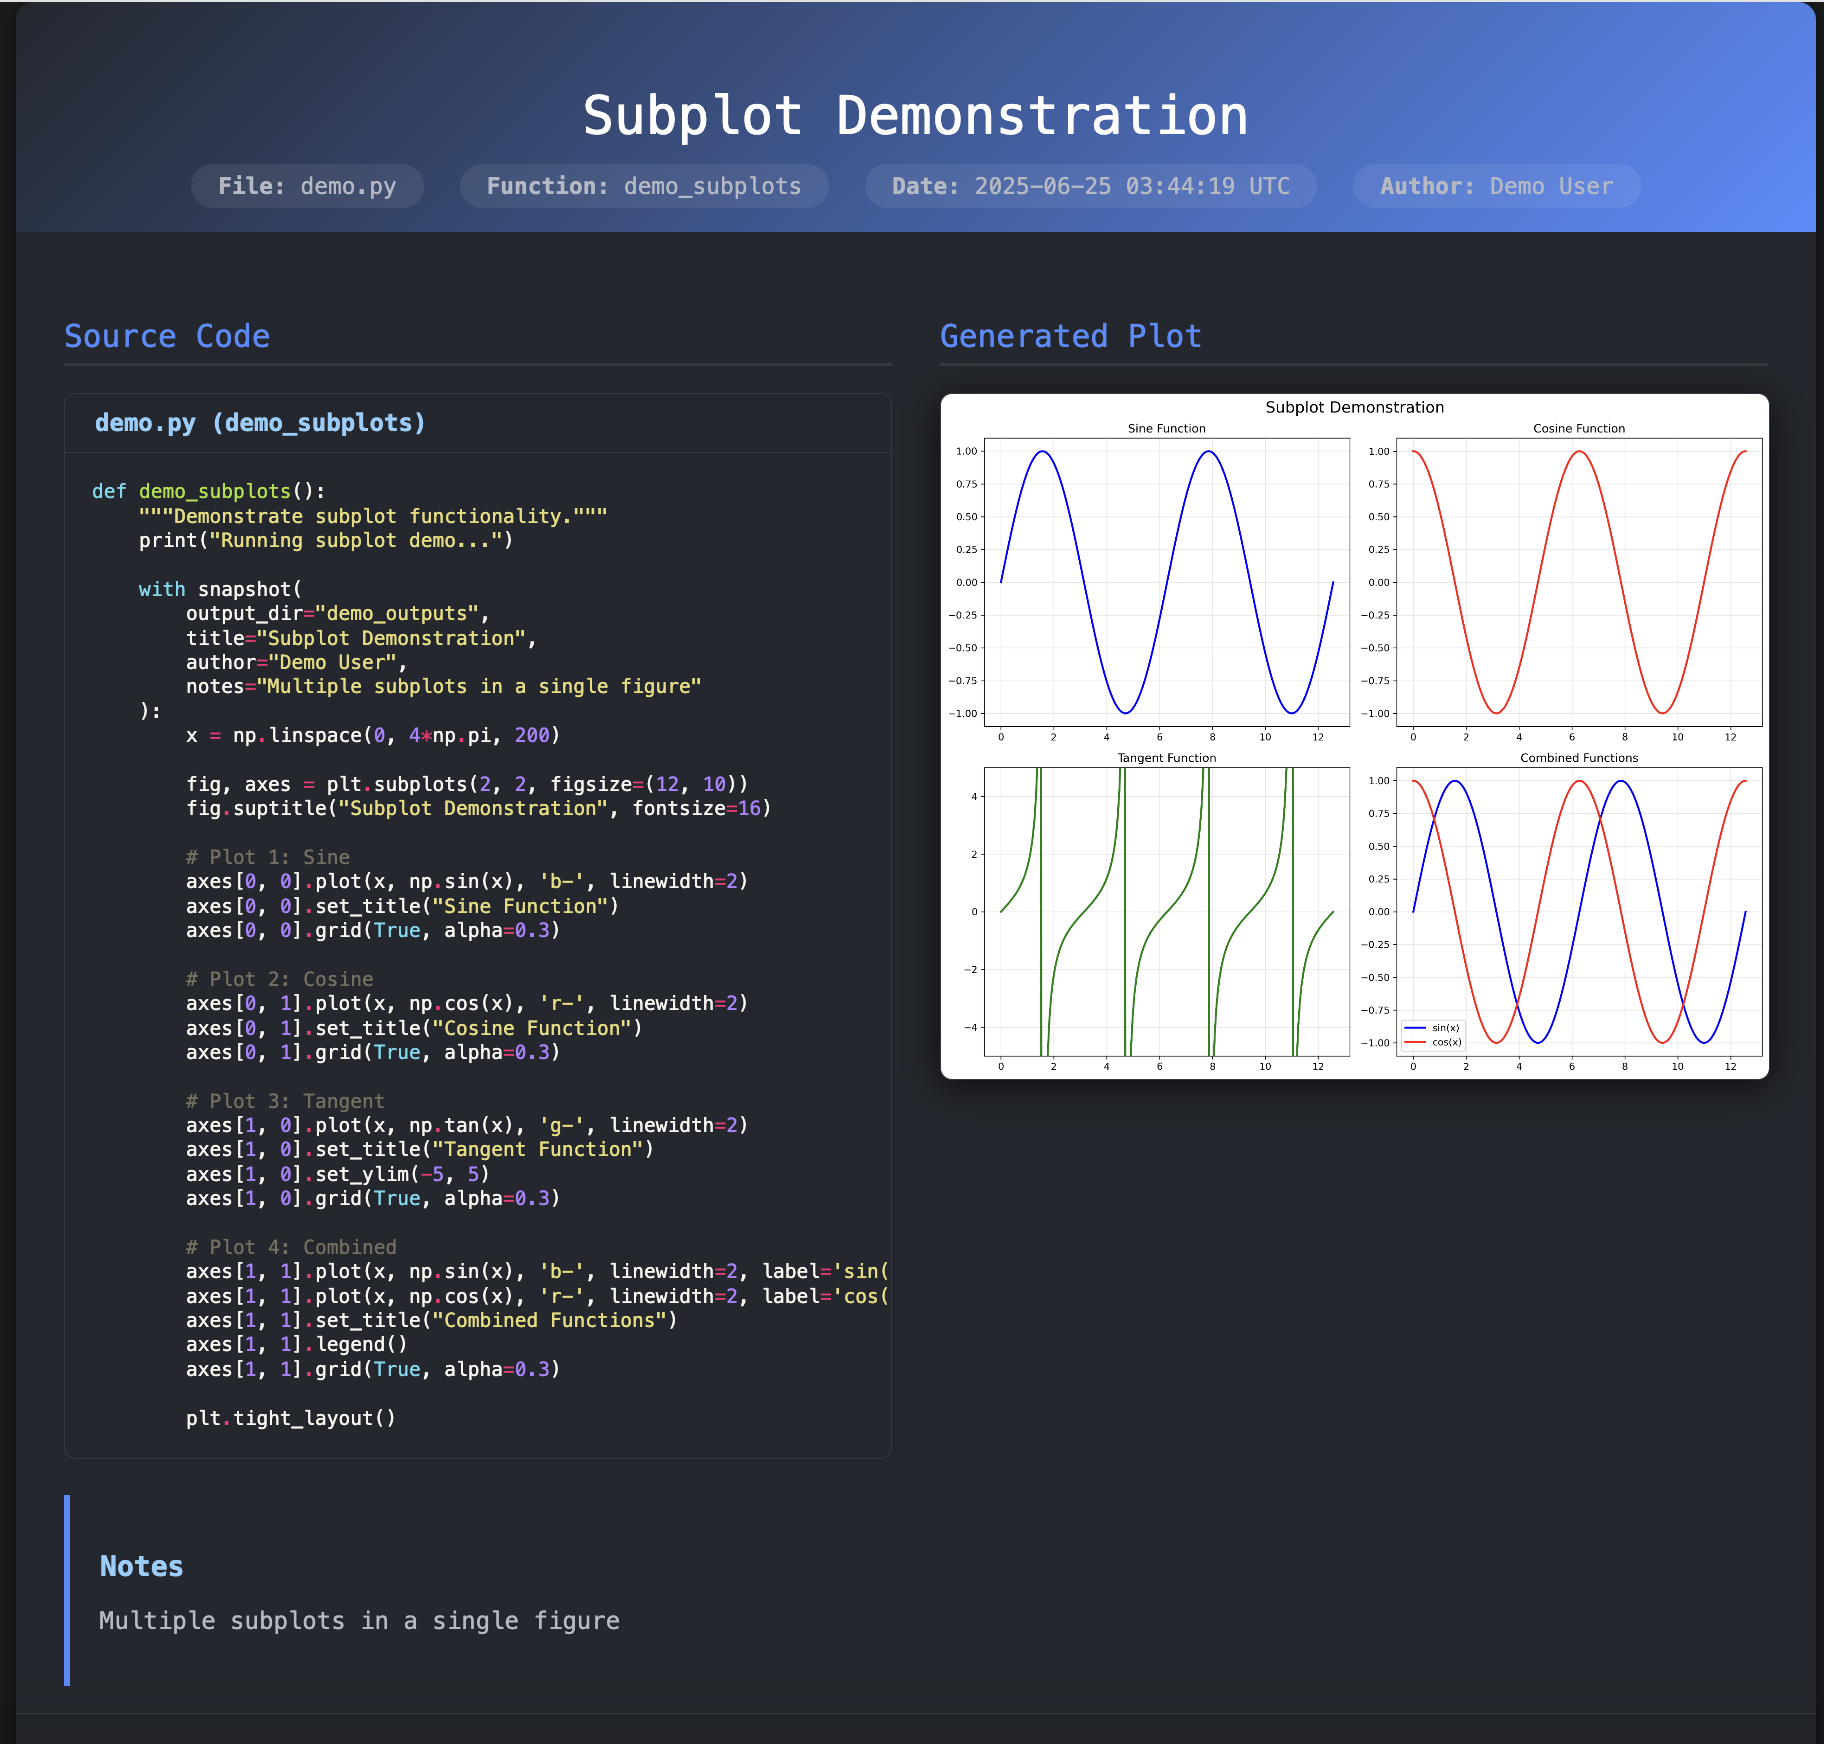 Subplot Demonstration
File: demo.py Function: demo_subplots Date: 2025-06-25 03:44:19 UTC Author: Demo User
Source Code
demo.py (demo_subplots)
def demo_subplots():
    """Demonstrate subplot functionality."""
    print("Running subplot demo...")
    with snapshot(
        output_dir="demo_outputs",
        title="Subplot Demonstration",
        author="Demo User",
        notes="Multiple subplots in a single figure"
    ):
        x = np.linspace(0, 4*np.pi, 200)
        fig, axes = plt.subplots(2, 2, figsize=(12, 10))
        fig.suptitle("Subplot Demonstration", fontsize=16)
        # Plot 1: Sine
        axes[0, 0].plot(x, np.sin(x), 'b-', linewidth=2)
        axes[0, 0].set_title("Sine Function")
        axes[0, 0].grid(True, alpha=0.3)
        # Plot 2: Cosine
        axes[0, 1].plot(x, np.cos(x), 'r-', linewidth=2)
        axes[0, 1].set_title("Cosine Function")
        axes[0, 1].grid(True, alpha=0.3)
        # Plot 3: Tangent
        axes[1, 0].plot(x, np.tan(x), 'g-', linewidth=2)
        axes[1, 0].set_title("Tangent Function")
        axes[1, 0].set_ylim(-5, 5)
        axes[1, 0].grid(True, alpha=0.3)
        # Plot 4: Combined
        axes[1, 1].plot(x, np.sin(x), 'b-', linewidth=2, label='sin(
        axes[1, 1].plot(x, np.cos(x), 'r-', linewidth=2, label='cos(
        axes[1, 1].set_title("Combined Functions")
        axes[1, 1].legend()
        axes[1, 1].grid(True, alpha=0.3)
        plt.tight_layout()
Notes
Multiple subplots in a single figure
Generated Plot
Subplot Demonstration
Sine Function
1.00
0.75
0.50
0.25
0.00
−0.25
−0.50
−0.75
−1.00
0 2 4 6 8 10 12
Cosine Function
1.00
0.75
0.50
0.25
0.00
−0.25
−0.50
−0.75
−1.00
0 2 4 6 8 10 12
Tangent Function
4
2
0
−2
−4
0 2 4 6 8 10 12
Combined Functions
1.00
0.75
0.50
0.25
0.00
−0.25
−0.50
−0.75
−1.00
sin(x)
cos(x)
0 2 4 6 8 10 12